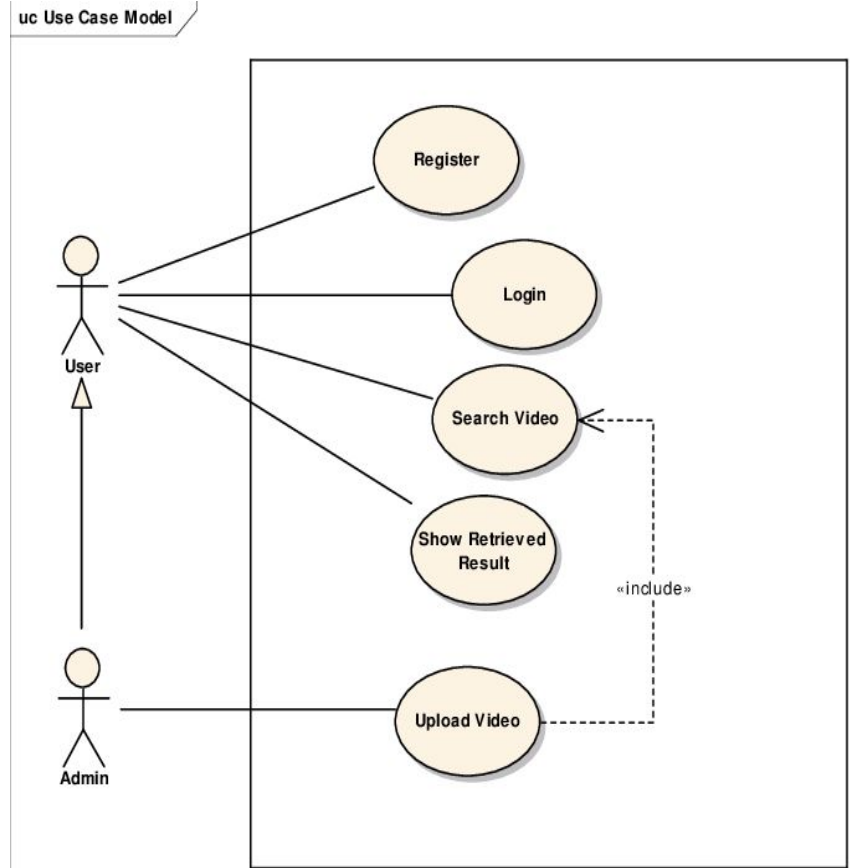 uc Use Case Model
Register
Login
User
Search Video
Show Retrieved
Result
«include»
Upload Video
Admin